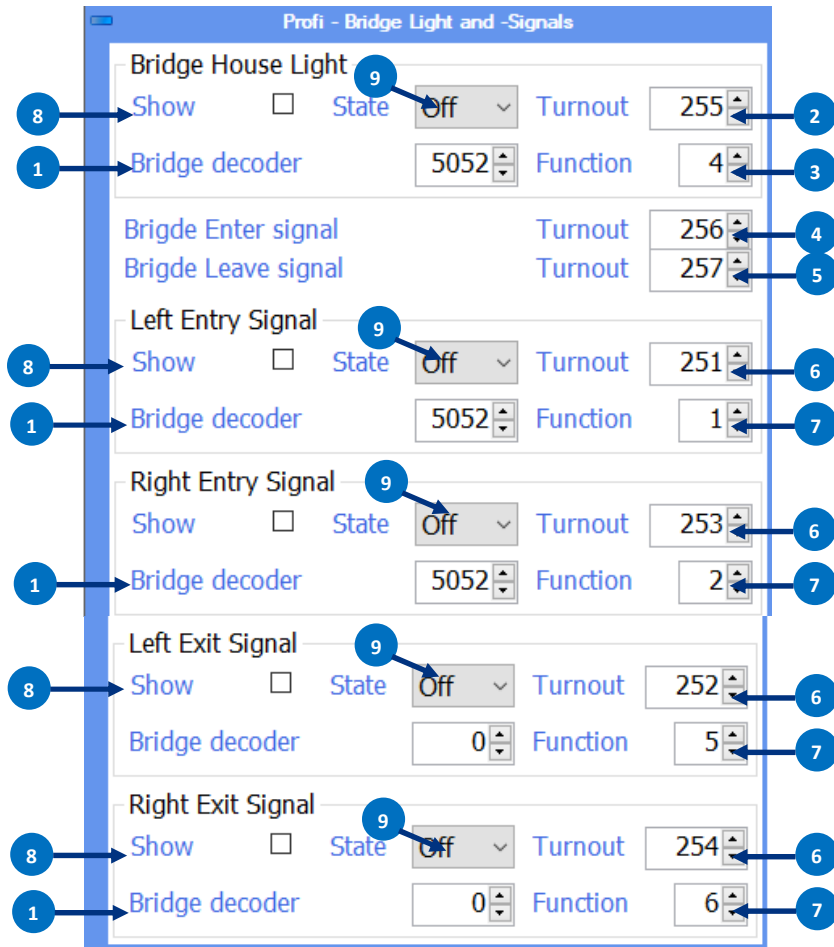 Profi - Bridge Light and -Signals
Bridge House Light
9
8 Show State Off Turnout 255 2
1 Bridge decoder 5052 Function 4 3
Brigde Enter signal Turnout 256 4
Brigde Leave signal Turnout 257 5
Left Entry Signal 9
8 Show State Off Turnout 251 6
1 Bridge decoder 5052 Function 1 7
Right Entry Signal 9
Show State Off Turnout 253 6
1 Bridge decoder 5052 Function 2 7
Left Exit Signal 9
8 Show State Off Turnout 252 6
Bridge decoder 0 Function 5 7
Right Exit Signal 9
8 Show State Off Turnout 254 6
1 Bridge decoder 0 Function 6 7